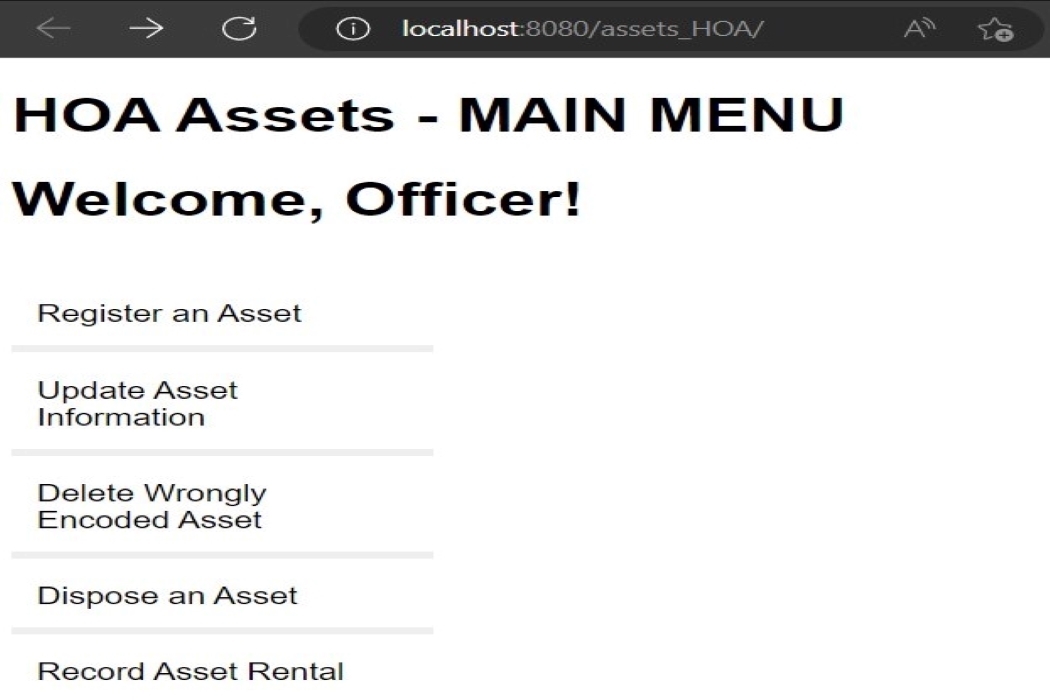 localhost:8080/assets_HOA/
HOA Assets - MAIN MENU
Welcome, Officer!
Register an Asset
Update Asset
Information
Delete Wrongly
Encoded Asset
Dispose an Asset
Record Asset Rental